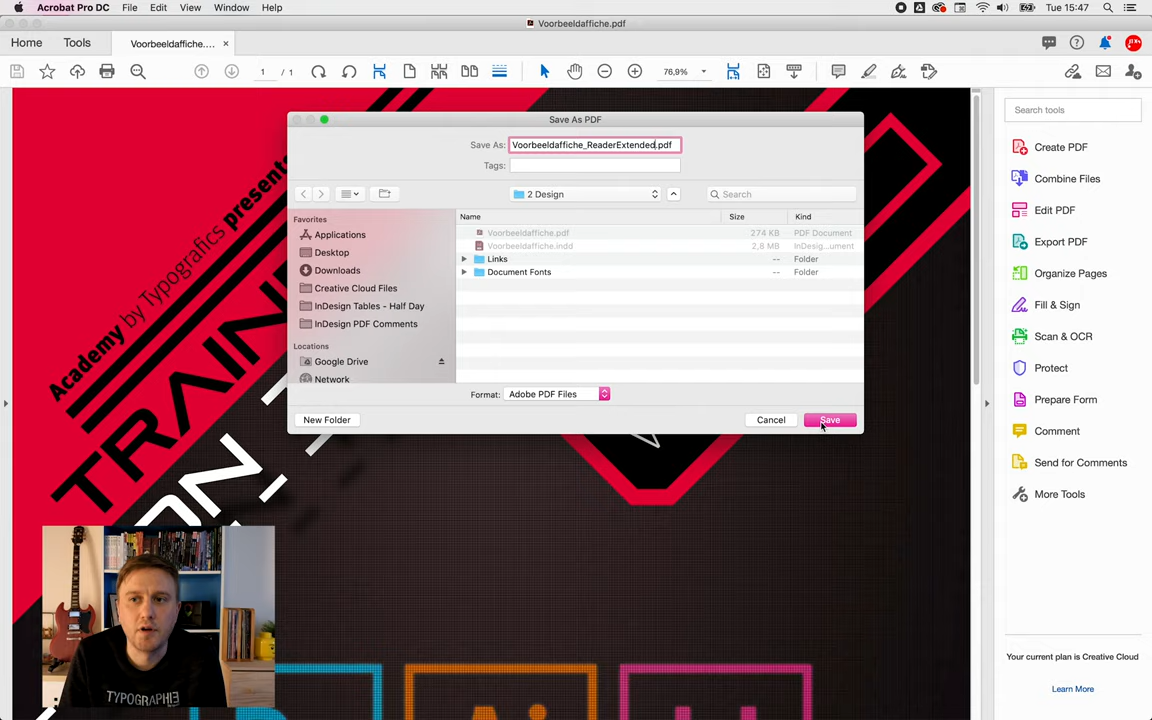 Acrobat Pro DC File Edit View Window Help
Tue 15:47
Voorbeeldaffiche.pdf
Home Tools Voorbeeldaffiche.... ×
1 / 1
76,9%
Save As PDF
Save As: Voorbeeldaffiche_ReaderExtended.pdf
Tags:
2 Design
Search
Name Size Kind
Voorbeeldaffiche.pdf 274 KB PDF Document
Voorbeeldaffiche.indd 2,8 MB InDesig...ument
Links -- Folder
Document Fonts -- Folder
Favorites
Applications
Desktop
Downloads
Creative Cloud Files
InDesign Tables - Half Day
InDesign PDF Comments
Locations
Google Drive
Network
Format: Adobe PDF Files
New Folder
Cancel
Save
Search tools
Create PDF
Combine Files
Edit PDF
Export PDF
Organize Pages
Fill & Sign
Scan & OCR
Protect
Prepare Form
Comment
Send for Comments
More Tools
Your current plan is Creative Cloud
Learn More
Academy by Typografics presents
TRAIN
TYPOGRAPHIE